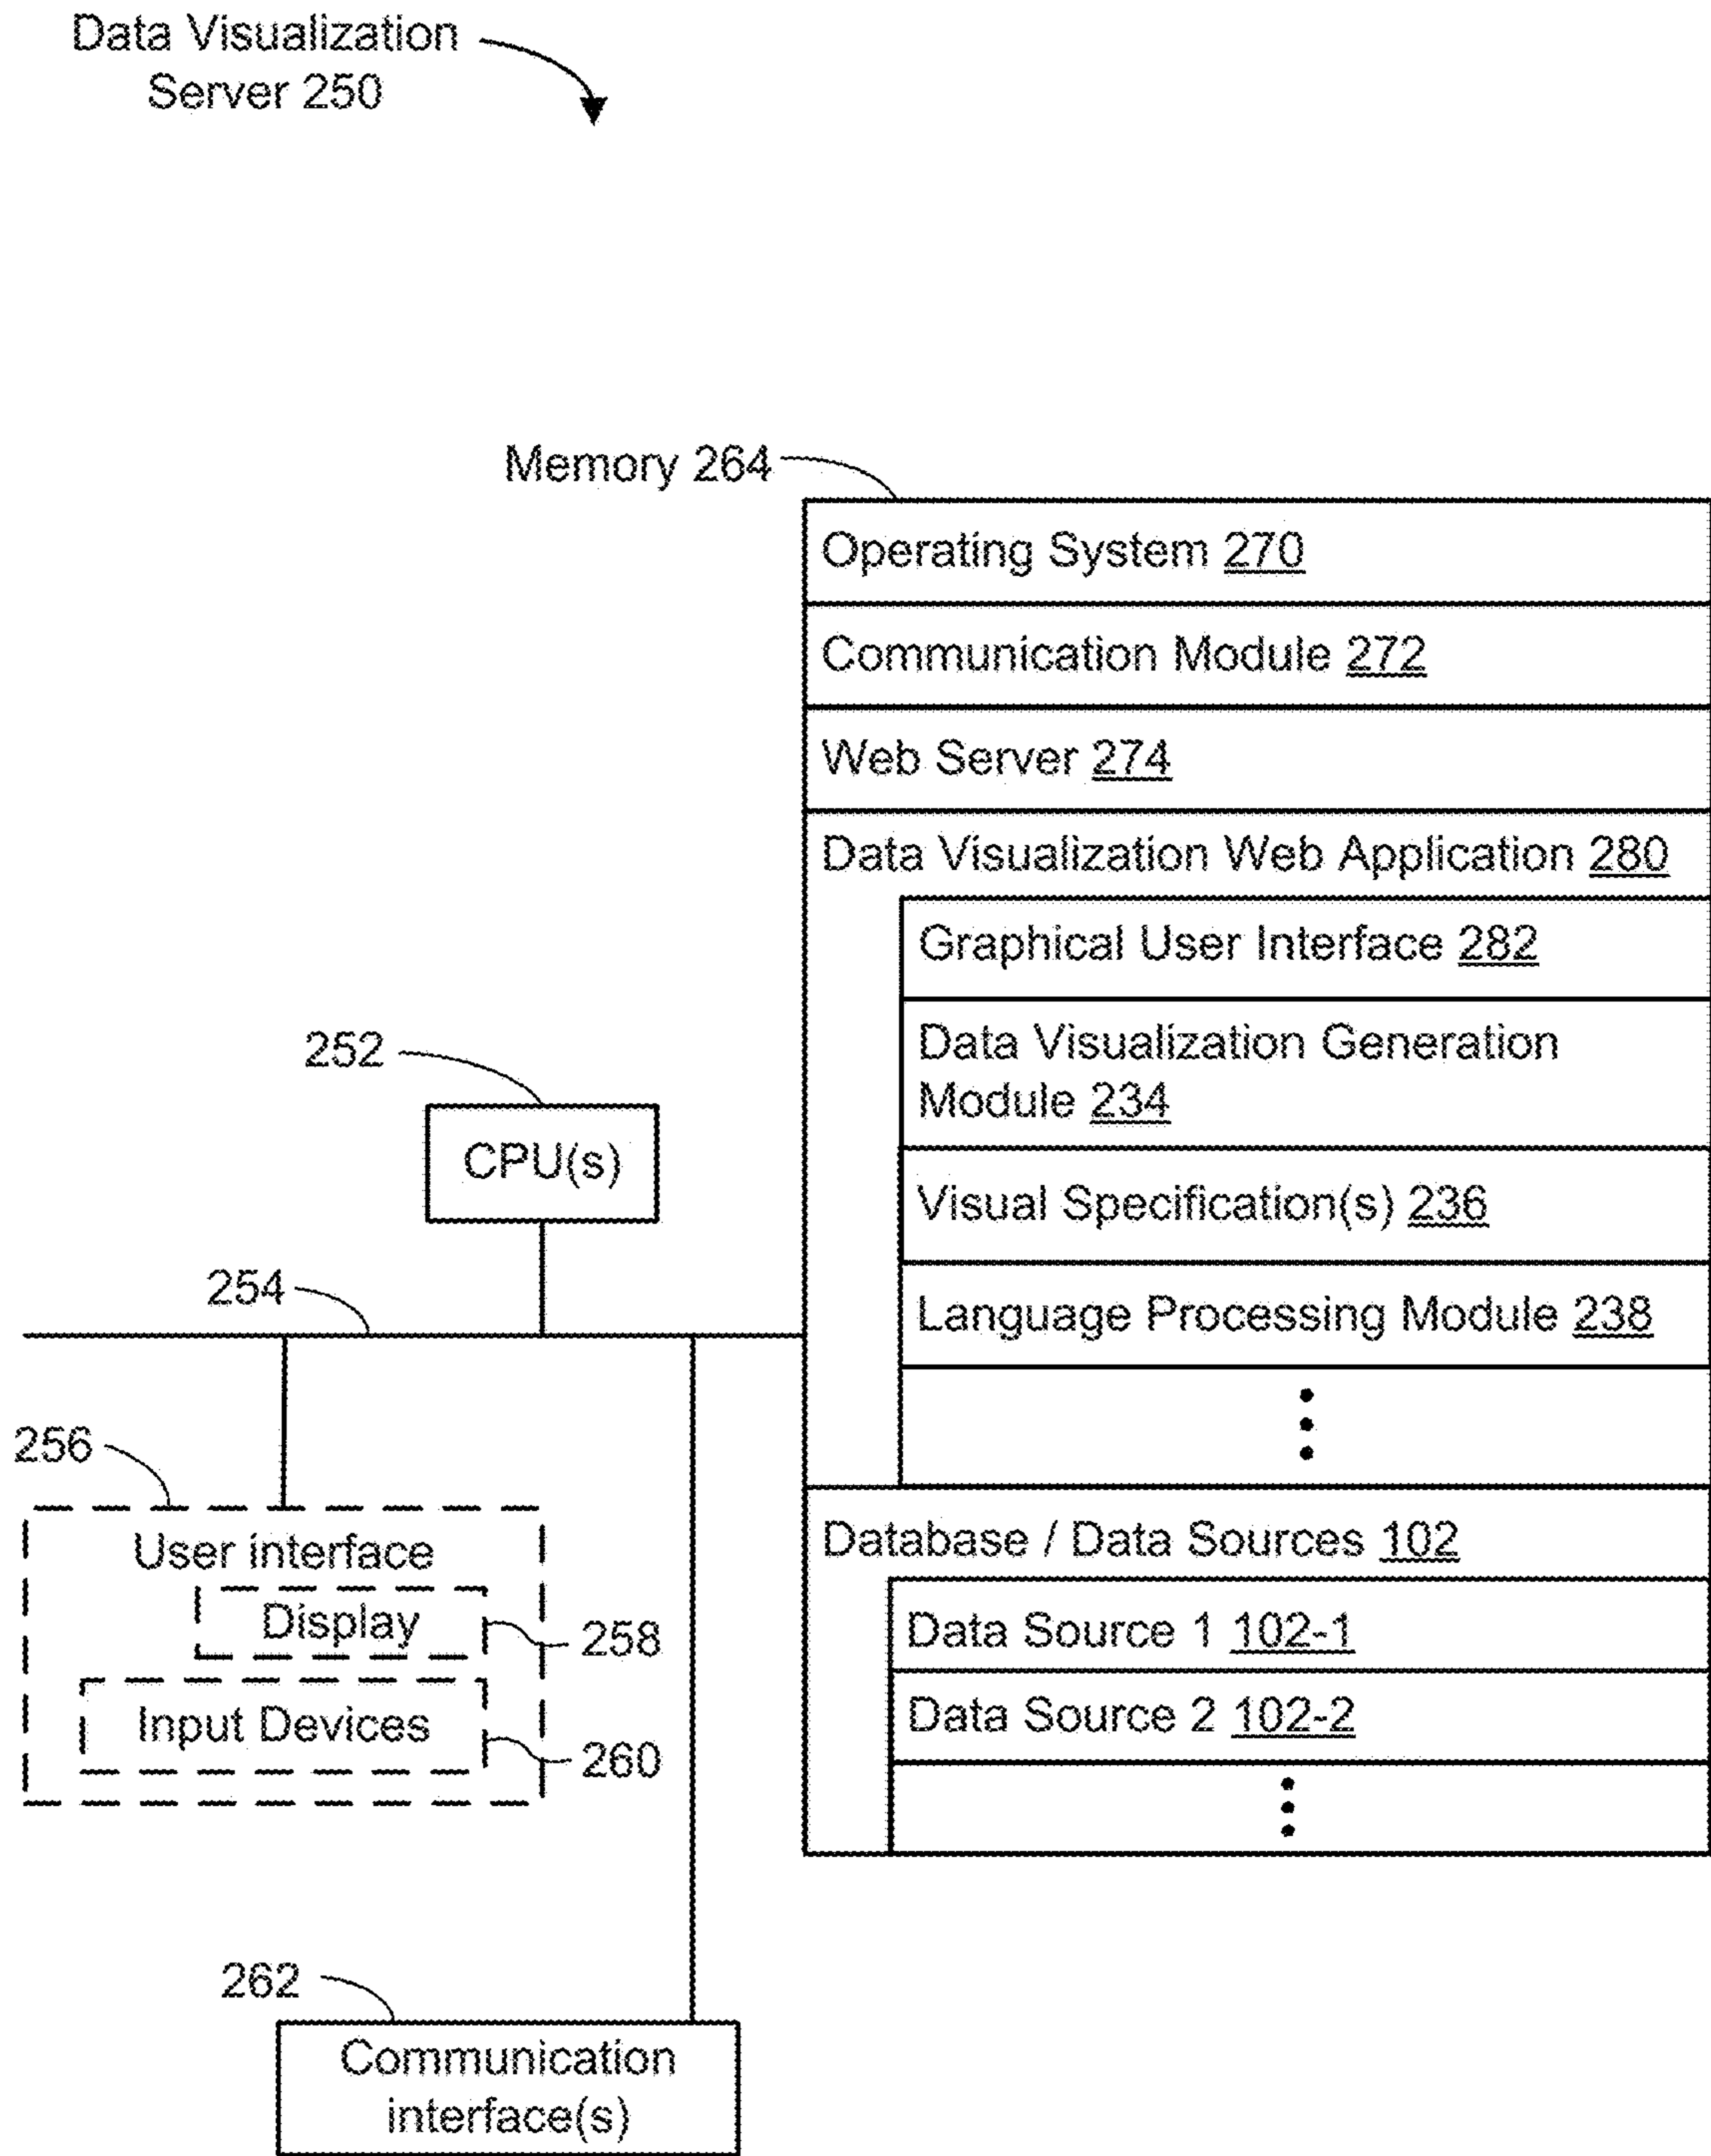 Data Visualization
Server 250
Memory 264
Operating System 270
Communication Module 272
Web Server 274
Data Visualization Web Application 280
Graphical User Interface 282
Data Visualization Generation
Module 234
Visual Specification(s) 236
Language Processing Module 238
Database / Data Sources 102
Data Source 1 102-1
Data Source 2 102-2
252
CPU(s)
254
256
User interface
Display
258
Input Devices
260
262
Communication
interface(s)